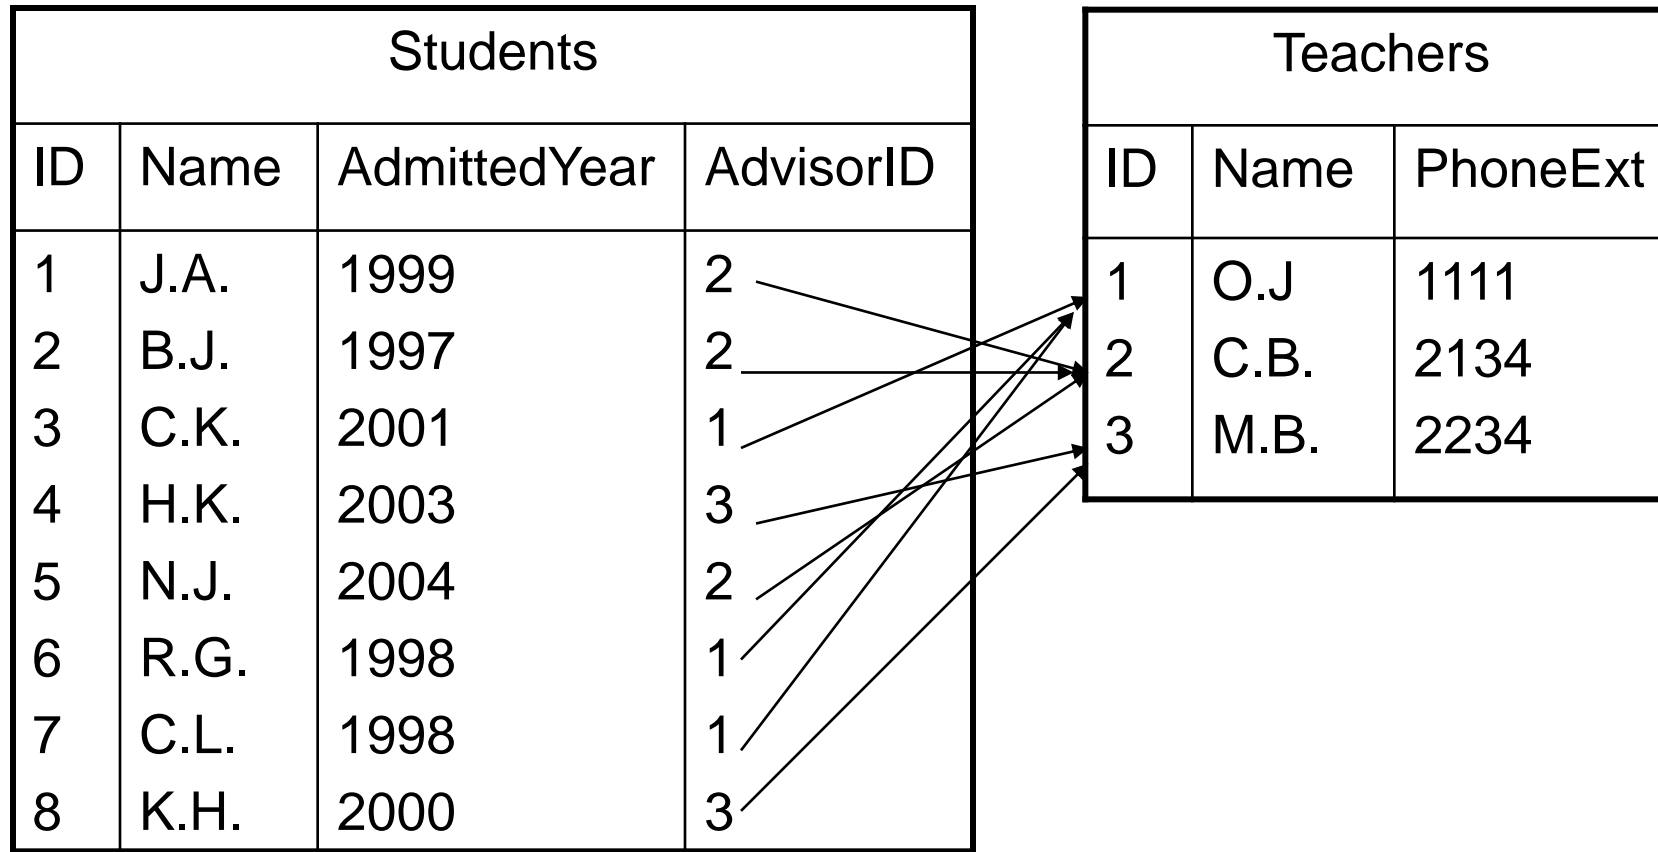 Students
ID Name AdmittedYear AdvisorID
1 J.A. 1999 2
2 B.J. 1997 2
3 C.K. 2001 1
4 H.K. 2003 3
5 N.J. 2004 2
6 R.G. 1998 1
7 C.L. 1998 1
8 K.H. 2000 3
Teachers
ID Name PhoneExt
1 O.J 1111
2 C.B. 2134
3 M.B. 2234